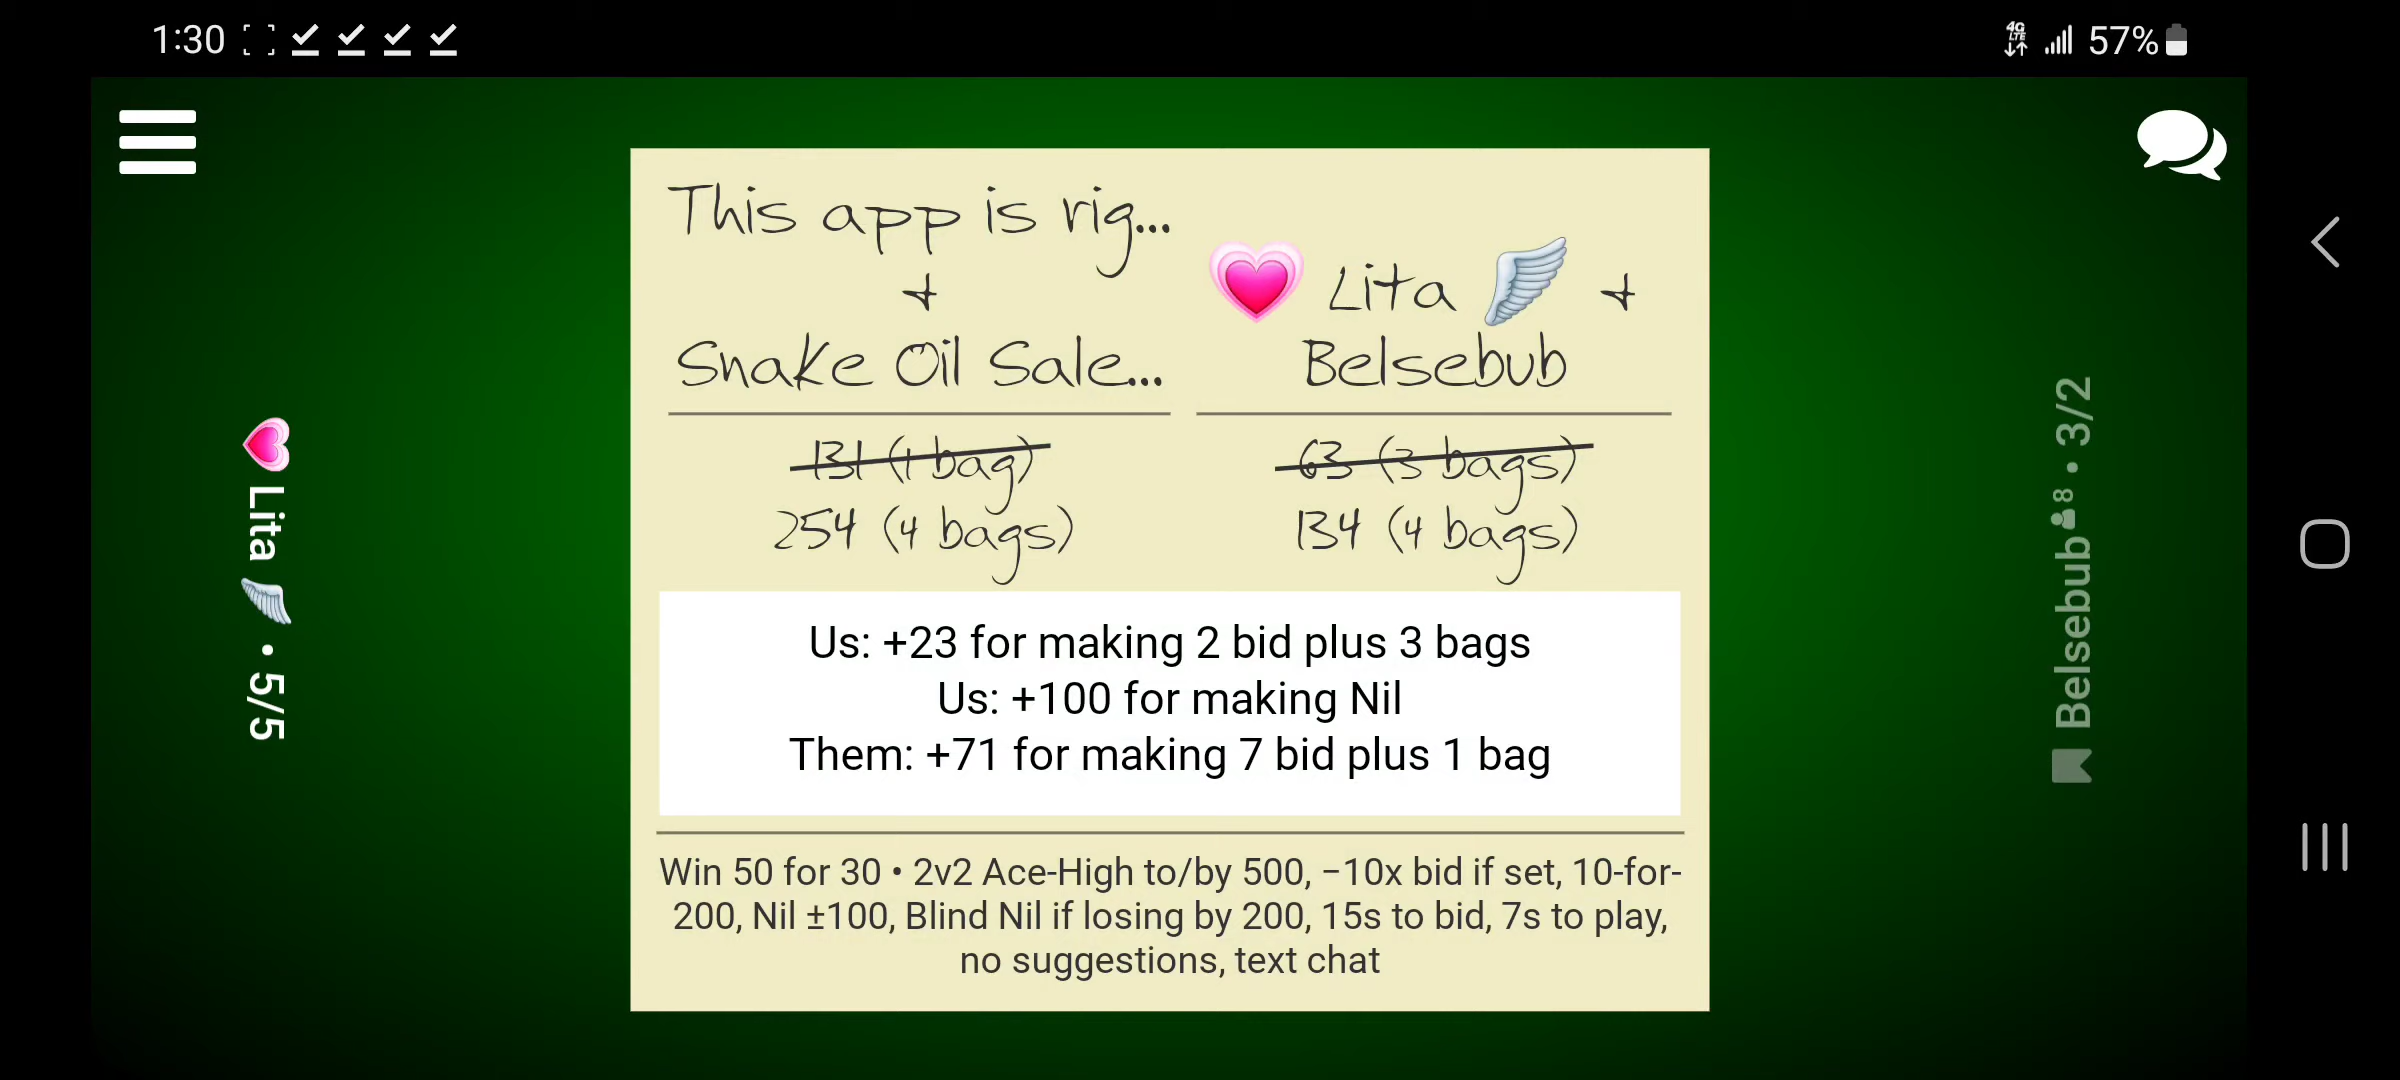 1:30
4G LTE 57%
This app is rig...
+
Snake Oil Sale...
Lita +
Belsebub
131 (1 bag)
254 (4 bags)
63 (3 bags)
134 (4 bags)
Us: +23 for making 2 bid plus 3 bags
Us: +100 for making Nil
Them: +71 for making 7 bid plus 1 bag
Win 50 for 30 • 2v2 Ace-High to/by 500, −10x bid if set, 10-for-
200, Nil ±100, Blind Nil if losing by 200, 15s to bid, 7s to play,
no suggestions, text chat
Lita • 5/5
Belsebub 8 • 3/2